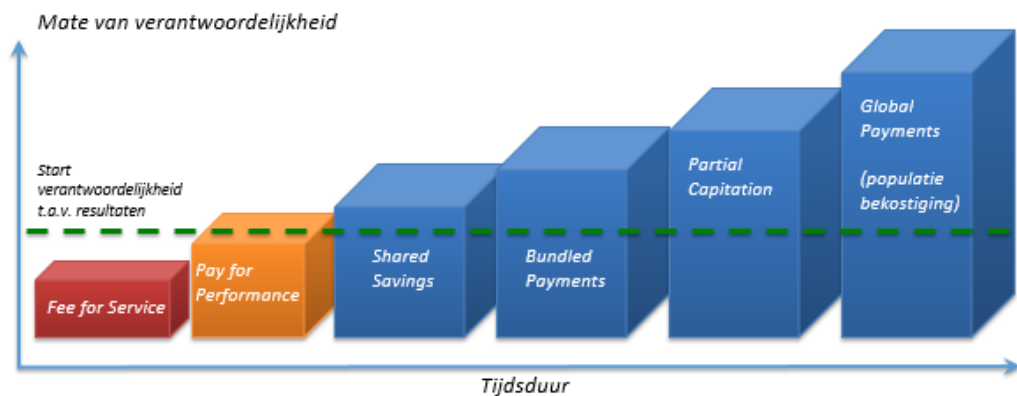 Mate van verantwoordelijkheid
Start
verantwoordelijkheid
t.a.v. resultaten
Fee for Service
Pay for
Performance
Shared
Savings
Bundled
Payments
Partial
Capitation
Global
Payments
(populatie
bekostiging)
Tijdsduur